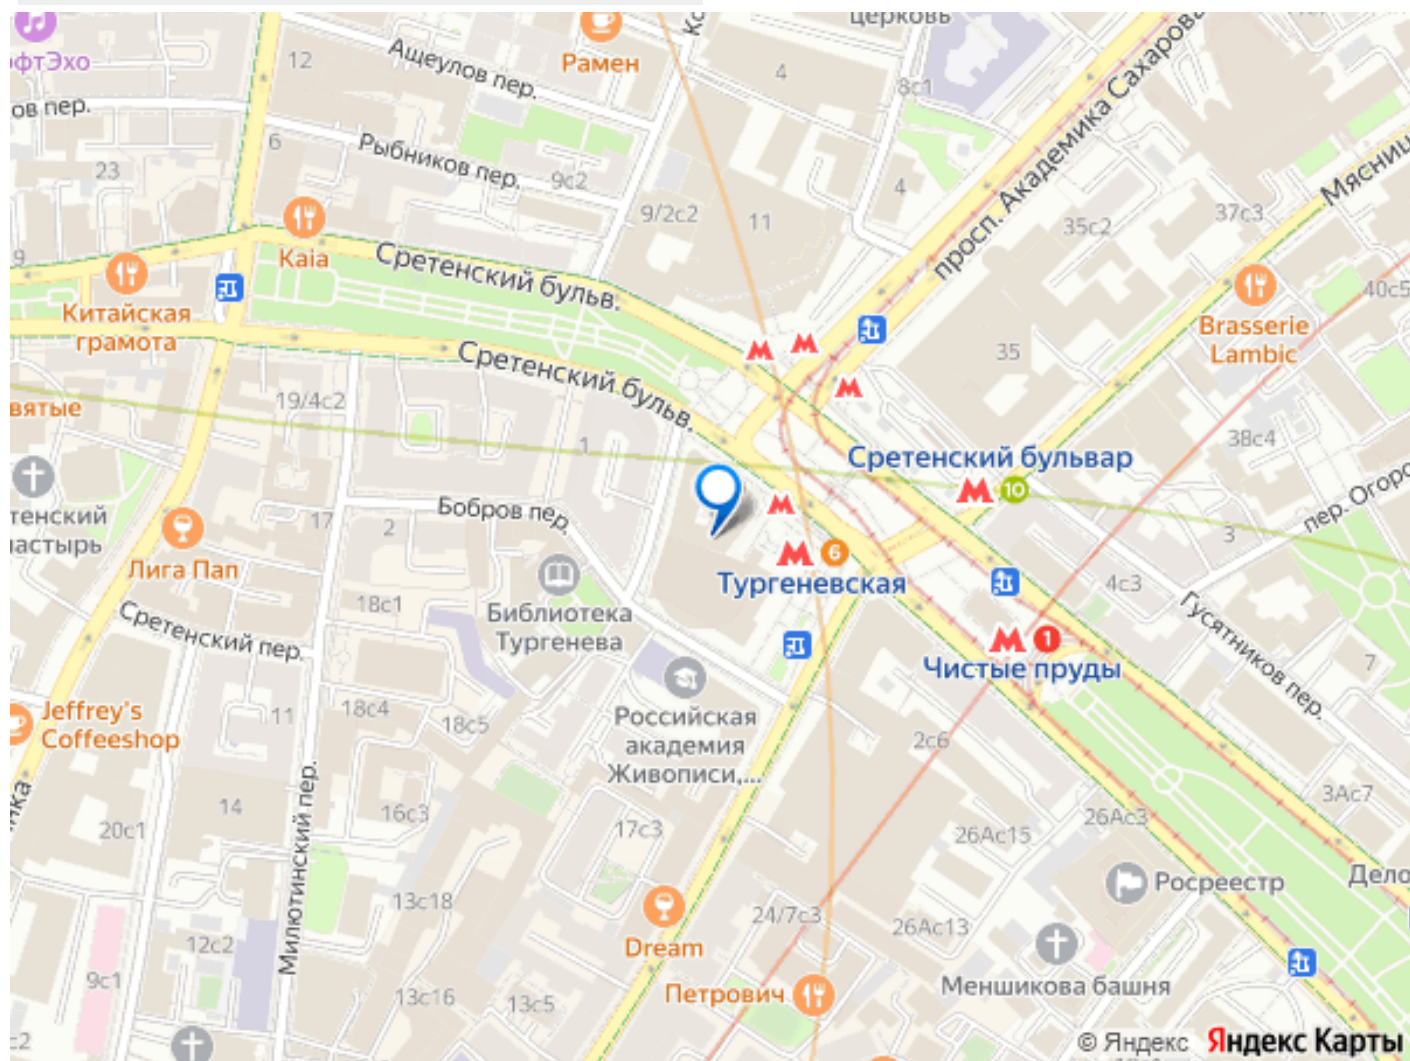 церковь
офтЭхо
12
Ащеулов пер.
Рамен
4
8с1
просп. Академика Сахарова
ов пер.
6
Рыбников пер.
9с2
23
4
9/2с2
11
35с2
37с3
Мясниц
9
Kaia
Сретенский бульв.
Китайская
грамота
Brasserie
Lambic
40с5
35
Сретенский бульв.
вятые
19/4с2
1
38с4
Сретенский бульвар
10
пер. Огоро
тенский
настырь
17
2
Бобров пер.
3
Лига Пап
6
Тургеневская
4с3
Библиотека
Тургенева
18с1
Сретенский пер.
Гусятников пер.
1
Чистые пруды
7
Jeffrey's
Coffeeshop
11
18с4
18с5
Российская
академия
Живописи,...
2с6
нка
14
16с3
20с1
17с3
26Ас15
26Ас3
3Ас7
Милютинский пер.
13с18
Росреестр
Дело
24/7с3
26Ас13
12с2
Dream
9с1
13с16
13с5
Петрович
Меншикова башня
-2
© Яндекс Яндекс Карты